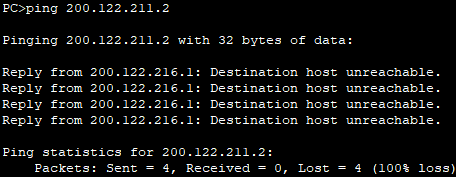 PC>ping 200.122.211.2
Pinging 200.122.211.2 with 32 bytes of data:
Reply from 200.122.216.1: Destination host unreachable.
Reply from 200.122.216.1: Destination host unreachable.
Reply from 200.122.216.1: Destination host unreachable.
Reply from 200.122.216.1: Destination host unreachable.
Ping statistics for 200.122.211.2:
Packets: Sent = 4, Received = 0, Lost = 4 (100% loss)